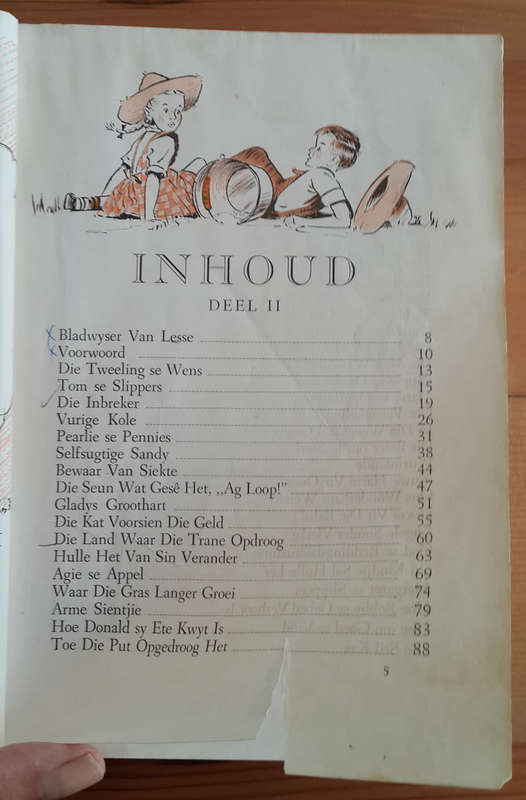 INHOUD
DEEL II
Bladwyser Van Lesse 8
Voorwoord 10
Die Tweeling se Wens 13
Tom se Slippers 15
Die Inbreker 19
Vurige Kole 26
Pearlie se Pennies 31
Selfsugtige Sandy 38
Bewaar Van Siekte 44
Die Seun Wat Gesê Het, ,,Ag Loop!" 47
Gladys Groothart 51
Die Kat Voorsien Die Geld 55
Die Land Waar Die Trane Opdroog 60
Hulle Het Van Sin Verander 63
Agie se Appel 69
Waar Die Gras Langer Groei 74
Arme Sientjie 79
Hoe Donald sy Ete Kwyt Is 83
Toe Die Put Opgedroog Het 88
5